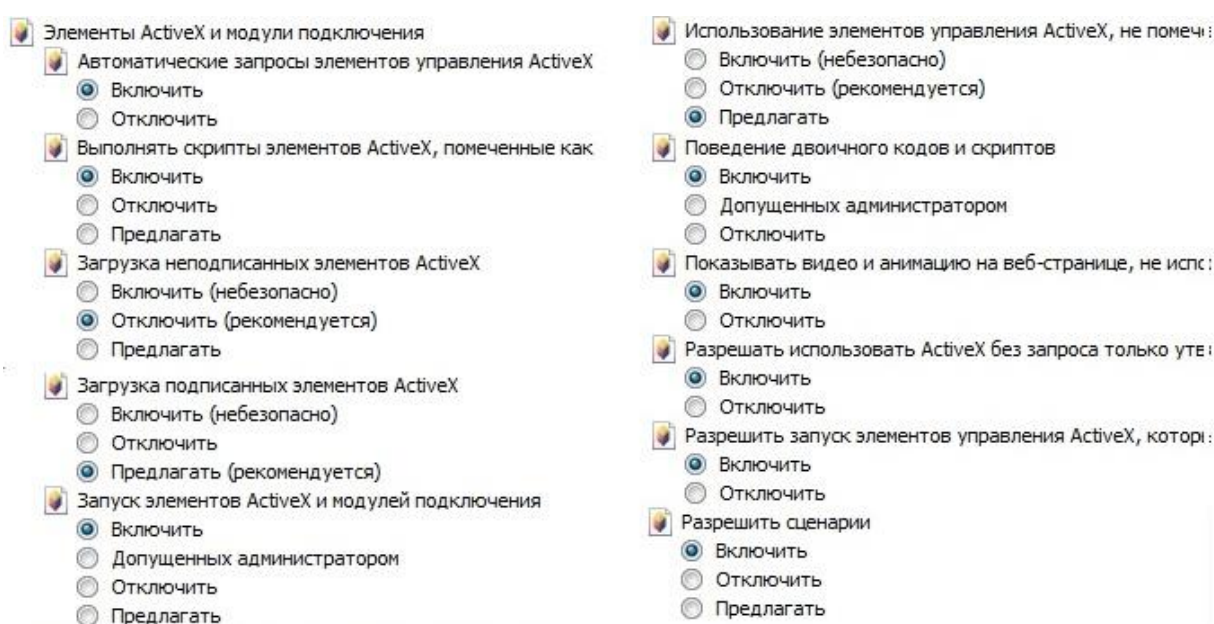 Элементы ActiveX и модули подключения
Автоматические запросы элементов управления ActiveX
Включить
Отключить
Выполнять скрипты элементов ActiveX, помеченные как
Включить
Отключить
Предлагать
Загрузка неподписанных элементов ActiveX
Включить (небезопасно)
Отключить (рекомендуется)
Предлагать
Загрузка подписанных элементов ActiveX
Включить (небезопасно)
Отключить
Предлагать (рекомендуется)
Запуск элементов ActiveX и модулей подключения
Включить
Допущенных администратором
Отключить
Предлагать
Использование элементов управления ActiveX, не
Включить (небезопасно)
Отключить (рекомендуется)
Предлагать
Поведение двоичного кодов и скриптов
Включить
Допущенных администратором
Отключить
Показывать видео и анимацию на веб-странице, не
Включить
Отключить
Разрешать использовать ActiveX без запроса только
Включить
Отключить
Разрешить запуск элементов управления ActiveX,
Включить
Отключить
Разрешить сценарии
Включить
Отключить
Предлагать